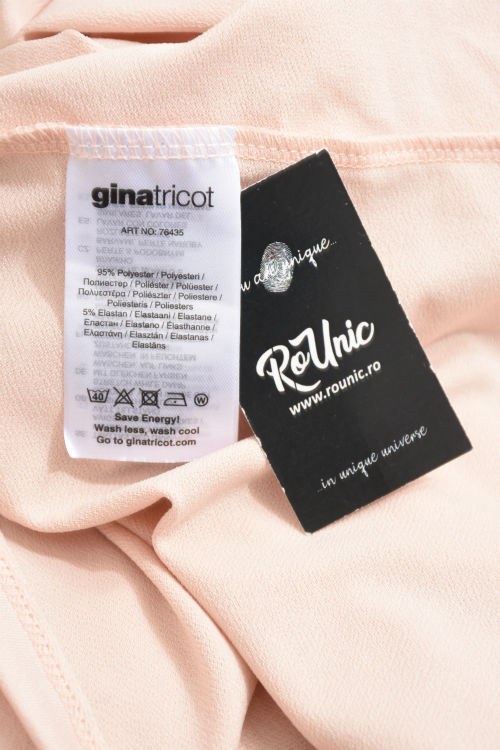 ginatricot
ART NO: 76435
95% Polyester / Polyesteri /
Полиестер / Poliéster / Polüester /
Πολυεστέρα / Poliészter / Poliestere /
Poliesteris / Poliesters
5% Elastan / Elastaani / Elastane /
Еластан / Elastano / Élasthanne /
Ελαστάνη / Elasztán / Elastanas /
Elastāns
40 W
Save Energy!
Wash less, wash cool
Go to ginatricot.com
unique...
RoUnic
www.rounic.ro
...in unique universe